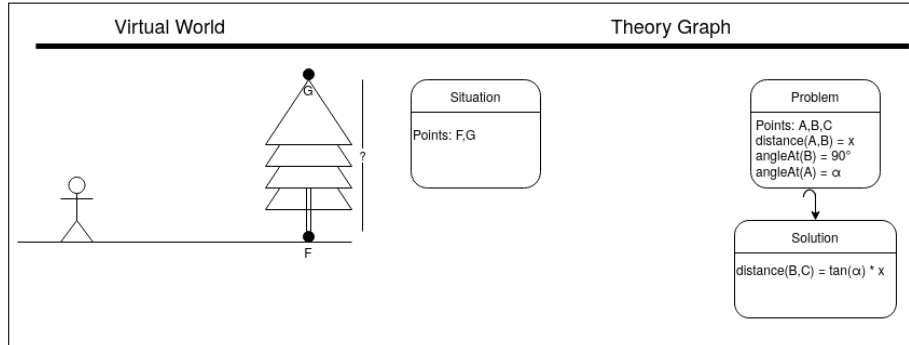 Virtual World
Theory Graph
G
?
F
Situation
Points: F,G
Problem
Points: A,B,C
distance(A,B) = x
angleAt(B) = 90°
angleAt(A) = α
Solution
distance(B,C) = tan(α) * x